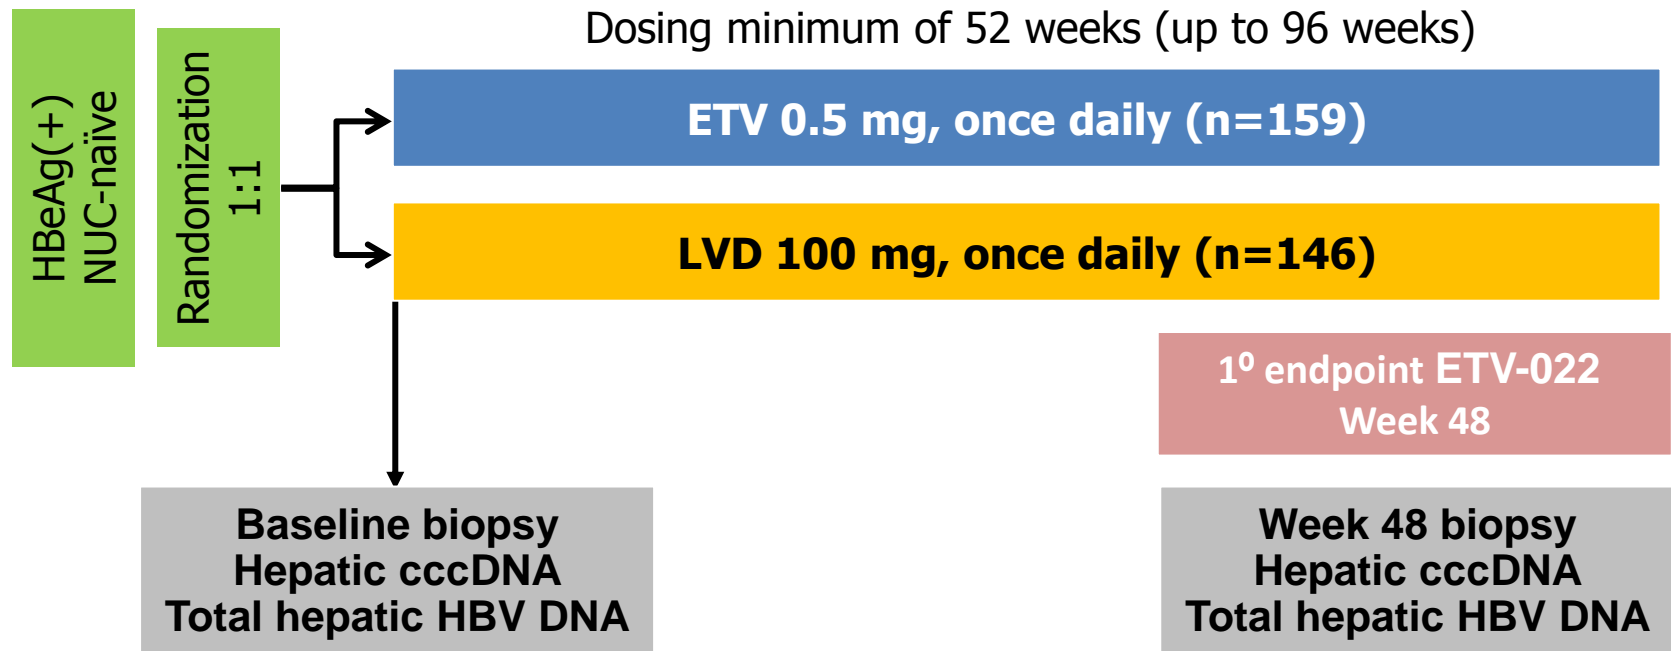 HBeAg(+)
NUC-naïve
Randomization
1:1
Dosing minimum of 52 weeks (up to 96 weeks)
ETV 0.5 mg, once daily (n=159)
LVD 100 mg, once daily (n=146)
1⁰ endpoint ETV-022
Week 48
Baseline biopsy
Hepatic cccDNA
Total hepatic HBV DNA
Week 48 biopsy
Hepatic cccDNA
Total hepatic HBV DNA